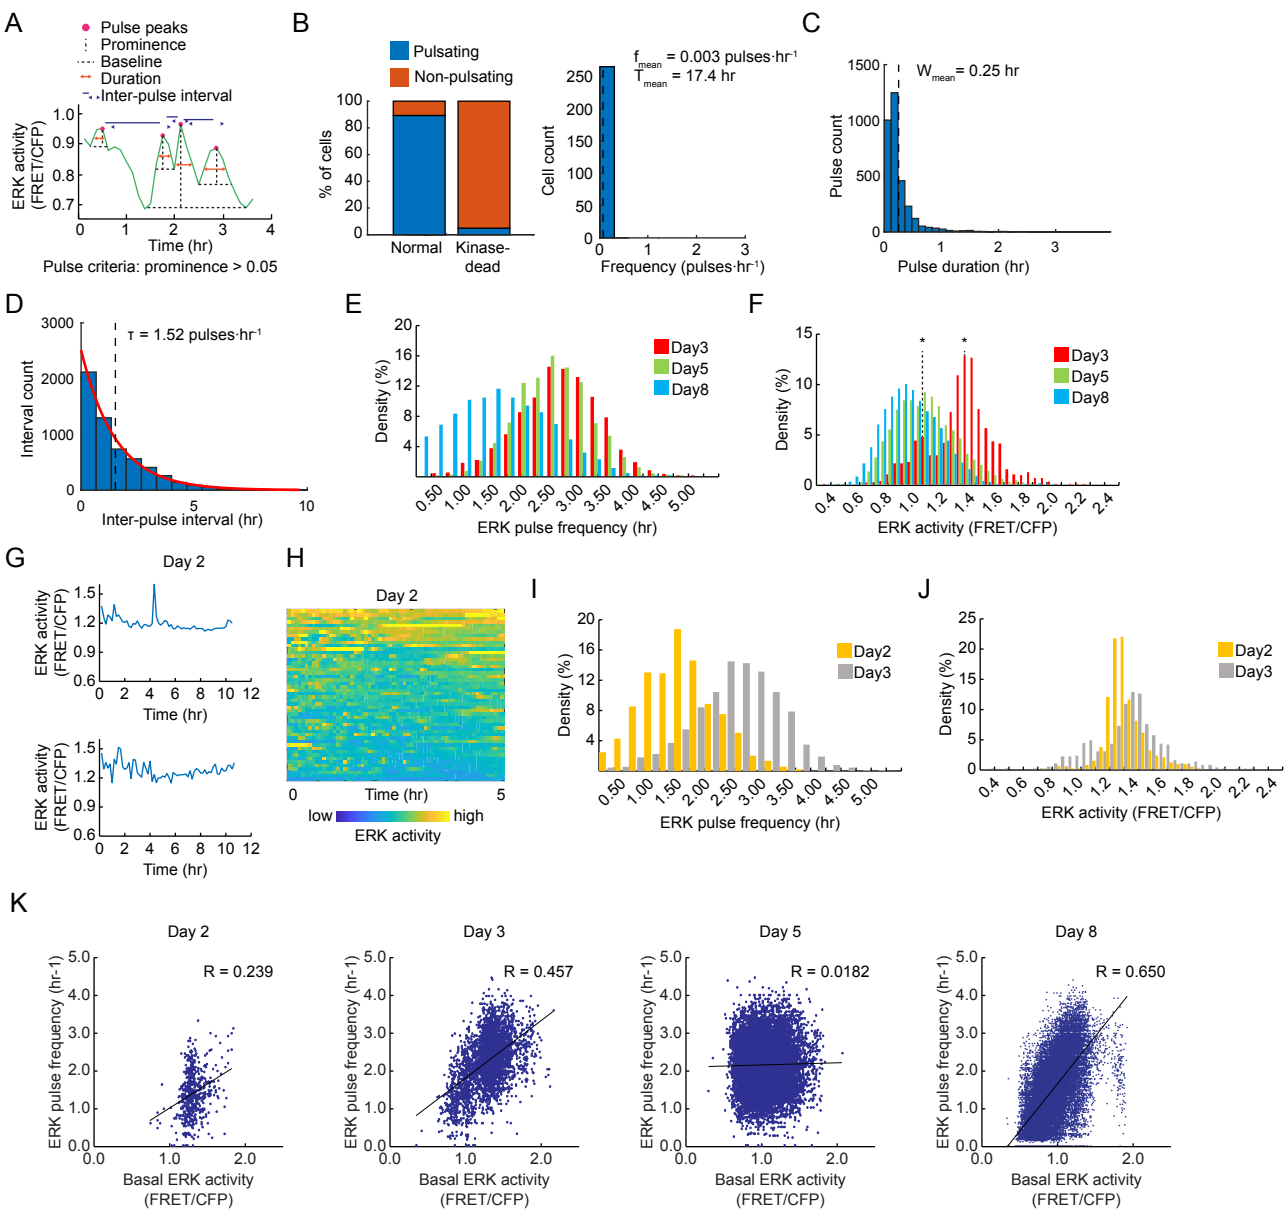 A
Pulse peaks
Prominence
Baseline
Duration
Inter-pulse interval
ERK activity
(FRET/CFP)
1.0
0.9
0.8
0.7
0 1 2 3 4
Time (hr)
Pulse criteria: prominence > 0.05
B
Pulsating
Non-pulsating
% of cells
100
80
60
40
20
0
Normal
Kinase-
dead
f_mean = 0.003 pulses·hr⁻¹
T_mean = 17.4 hr
Cell count
250
200
150
100
50
0
0 1 2 3
Frequency (pulses·hr⁻¹)
C
W_mean = 0.25 hr
Pulse count
1500
1000
500
0
0 1 2 3
Pulse duration (hr)
D
τ = 1.52 pulses·hr⁻¹
Interval count
3000
2000
1000
0
0 5 10
Inter-pulse interval (hr)
E
Density (%)
20
16
12
8
4
Day3
Day5
Day8
0.50 1.00 1.50 2.00 2.50 3.00 3.50 4.00 4.50 5.00
ERK pulse frequency (hr)
F
Density (%)
15
10
5
0
* *
Day3
Day5
Day8
0.4 0.6 0.8 1.0 1.2 1.4 1.6 1.8 2.0 2.2 2.4
ERK activity (FRET/CFP)
G
Day 2
ERK activity
(FRET/CFP)
1.5
1.2
0.9
0.6
0 2 4 6 8 10 12
Time (hr)
ERK activity
(FRET/CFP)
1.5
1.2
0.9
0.6
0 2 4 6 8 10 12
Time (hr)
H
Day 2
0 Time (hr) 5
low high
ERK activity
I
Density (%)
20
16
12
8
4
Day2
Day3
0.50 1.00 1.50 2.00 2.50 3.00 3.50 4.00 4.50 5.00
ERK pulse frequency (hr)
J
Density (%)
25
20
15
10
5
0
Day2
Day3
0.4 0.6 0.8 1.0 1.2 1.4 1.6 1.8 2.0 2.2 2.4
ERK activity (FRET/CFP)
K
Day 2
R = 0.239
ERK pulse frequency (hr-1)
5.0
4.0
3.0
2.0
1.0
0.0
0.0 1.0 2.0
Basal ERK activity
(FRET/CFP)
Day 3
R = 0.457
ERK pulse frequency (hr-1)
5.0
4.0
3.0
2.0
1.0
0.0
0.0 1.0 2.0
Basal ERK activity
(FRET/CFP)
Day 5
R = 0.0182
ERK pulse frequency (hr-1)
5.0
4.0
3.0
2.0
1.0
0.0
0.0 1.0 2.0
Basal ERK activity
(FRET/CFP)
Day 8
R = 0.650
ERK pulse frequency (hr-1)
5.0
4.0
3.0
2.0
1.0
0.0
0.0 1.0 2.0
Basal ERK activity
(FRET/CFP)